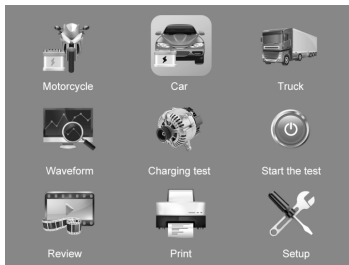 Motorcycle Car Truck
Waveform Charging test Start the test
Review Print Setup